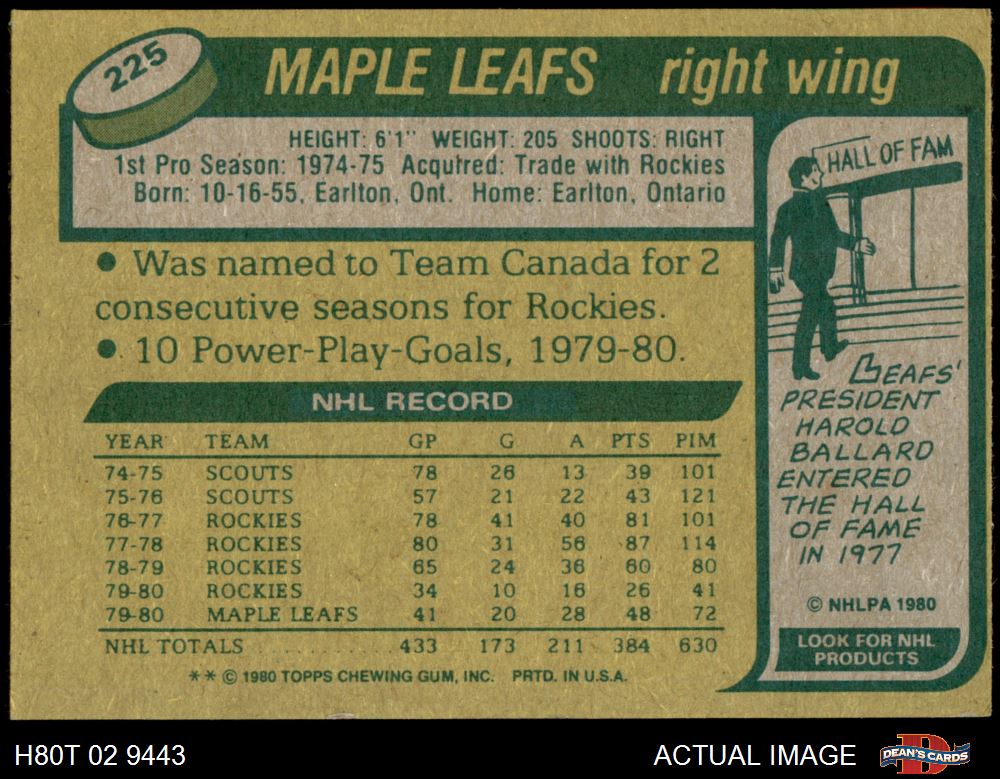 225
MAPLE LEAFS right wing
HEIGHT: 6'1" WEIGHT: 205 SHOOTS: RIGHT
1st Pro Season: 1974-75 Acquired: Trade with Rockies
Born: 10-16-55, Earlton, Ont. Home: Earlton, Ontario
● Was named to Team Canada for 2
consecutive seasons for Rockies.
● 10 Power-Play-Goals, 1979-80.
NHL RECORD
YEAR TEAM GP G A PTS PIM
74-75 SCOUTS 78 26 13 39 101
75-76 SCOUTS 57 21 22 43 121
76-77 ROCKIES 78 41 40 81 101
77-78 ROCKIES 80 31 56 87 114
78-79 ROCKIES 65 24 36 60 80
79-80 ROCKIES 34 10 16 26 41
79-80 MAPLE LEAFS 41 20 28 48 72
NHL TOTALS ............ 433 173 211 384 630
** © 1980 TOPPS CHEWING GUM, INC. PRTD. IN U.S.A.
HALL OF FAM
LEAFS'
PRESIDENT
HAROLD
BALLARD
ENTERED
THE HALL
OF FAME
IN 1977
© NHLPA 1980
LOOK FOR NHL
PRODUCTS
H80T 02 9443 ACTUAL IMAGE DEAN'S CARDS